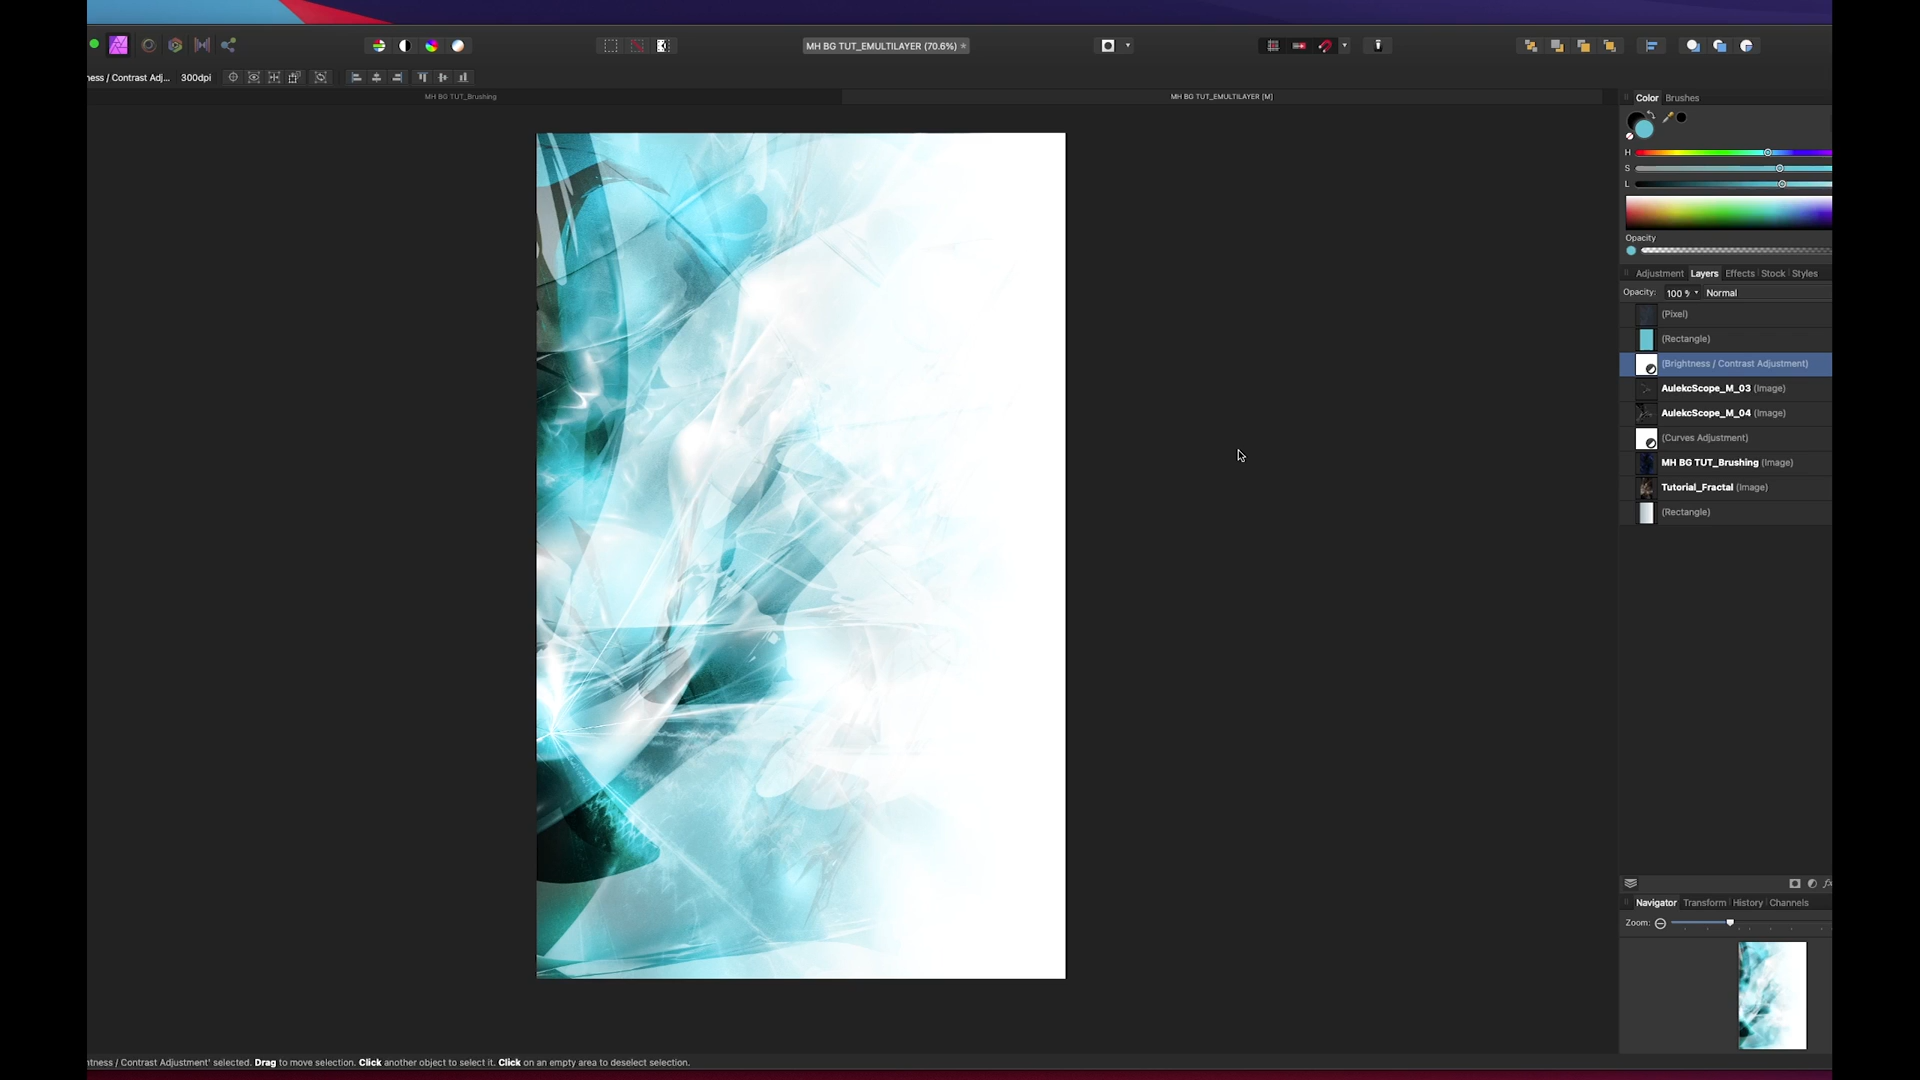 MH BG TUT_EMULTILAYER (70.6%) *
ness / Contrast Adj... 300dpi
MH BG TUT_Brushing
MH BG TUT_EMULTILAYER [M]
Color Brushes
H
S
L
Opacity
Adjustment Layers Effects Stock Styles
Opacity: 100 % Normal
(Pixel)
(Rectangle)
(Brightness / Contrast Adjustment)
AulekcScope_M_03 (Image)
AulekcScope_M_04 (Image)
(Curves Adjustment)
MH BG TUT_Brushing (Image)
Tutorial_Fractal (Image)
(Rectangle)
fx
Navigator Transform History Channels
Zoom:
htness / Contrast Adjustment' selected. Drag to move selection. Click another object to select it. Click on an empty area to deselect selection.